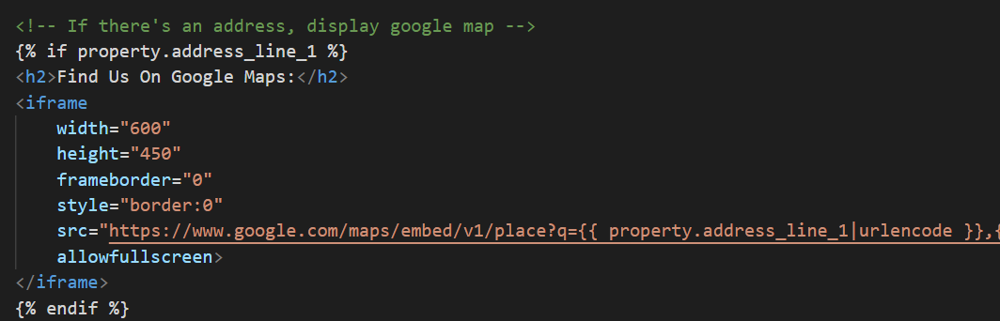 <!-- If there's an address, display google map -->
{% if property.address_line_1 %}
<h2>Find Us On Google Maps:</h2>
<iframe
width="600"
height="450"
frameborder="0"
style="border:0"
src="https://www.google.com/maps/embed/v1/place?q={{ property.address_line_1|urlencode }},{
allowfullscreen>
</iframe>
{% endif %}